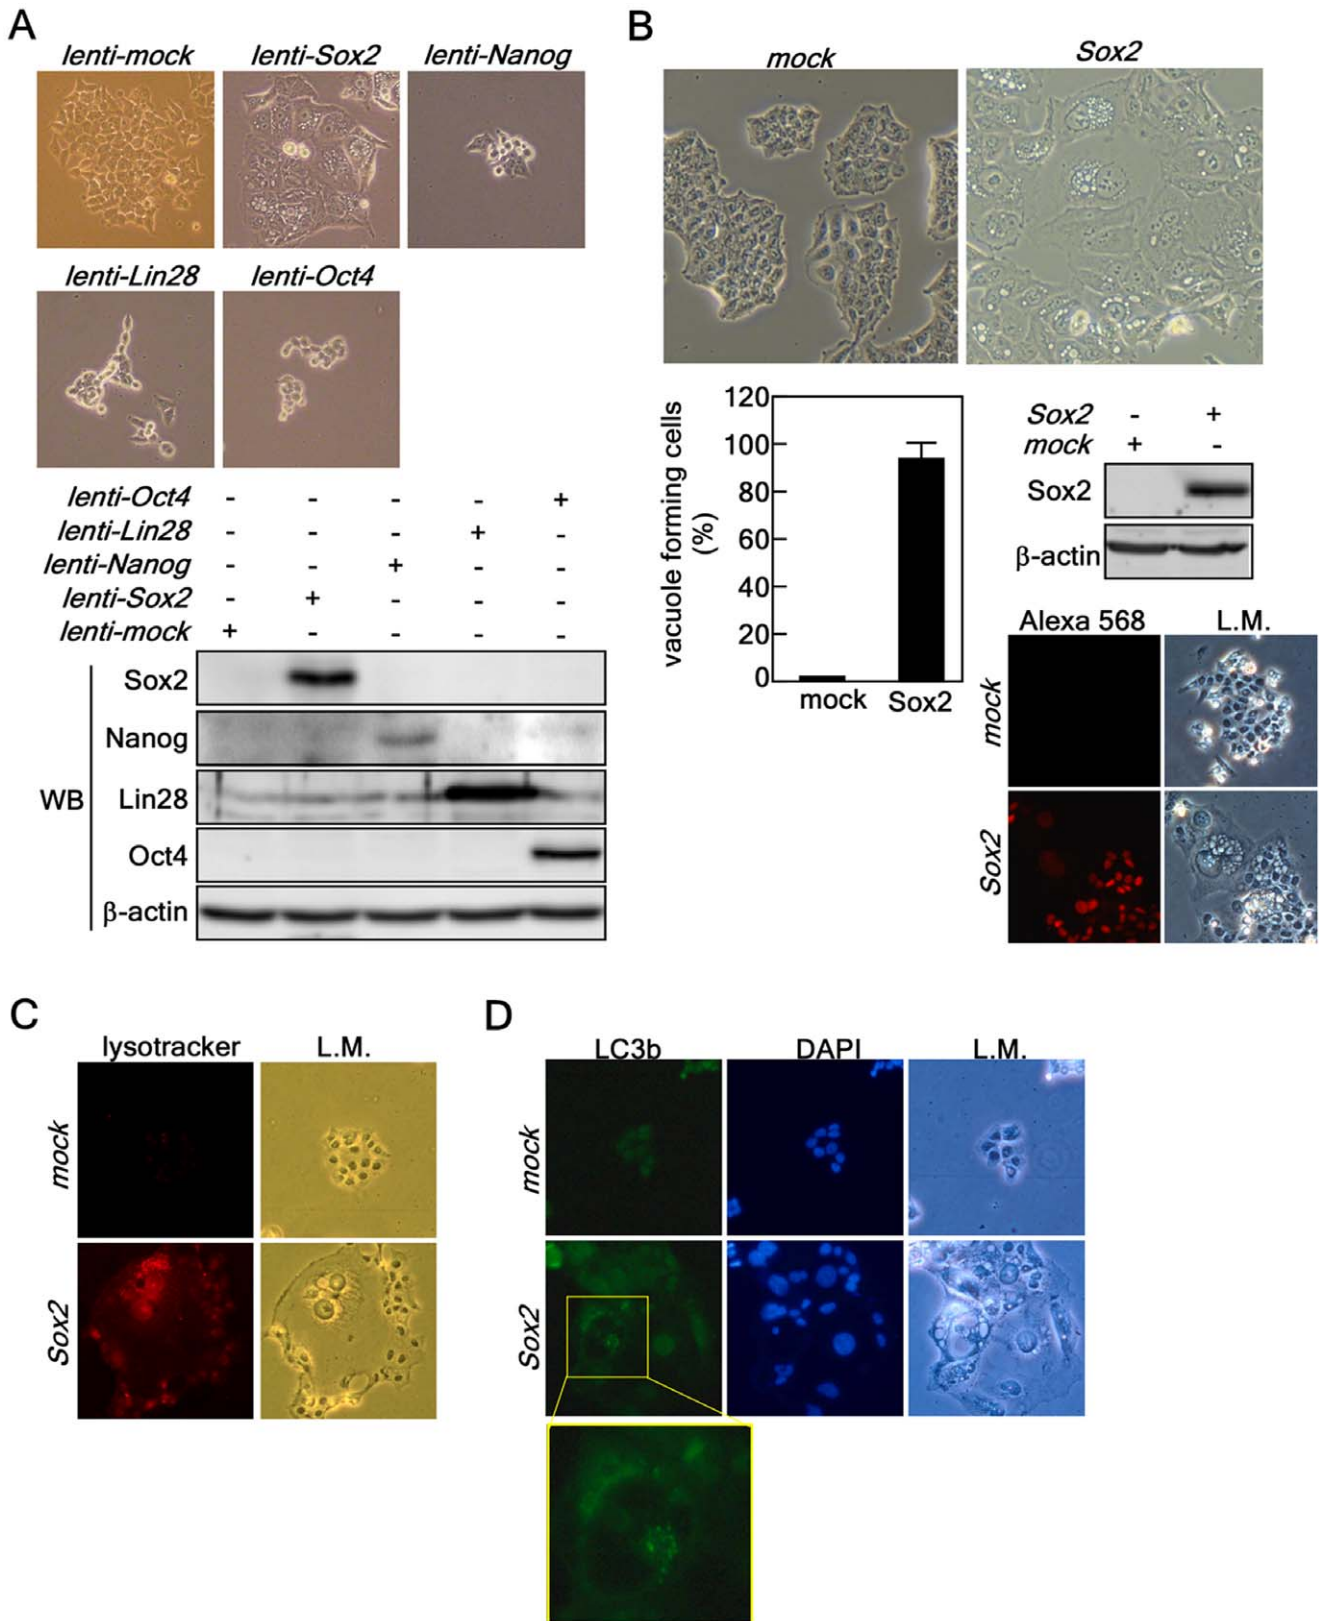 A
lenti-mock lenti-Sox2 lenti-Nanog
lenti-Lin28 lenti-Oct4
lenti-Oct4 - - - - +
lenti-Lin28 - - - + -
lenti-Nanog - - + - -
lenti-Sox2 - + - - -
lenti-mock + - - - -
WB
Sox2
Nanog
Lin28
Oct4
β-actin
B
mock Sox2
vacuole forming cells
(%)
120
100
80
60
40
20
0
mock Sox2
Sox2 - +
mock + -
Sox2
β-actin
Alexa 568 L.M.
mock
Sox2
C
lysotracker L.M.
mock
Sox2
D
LC3b DAPI L.M.
mock
Sox2